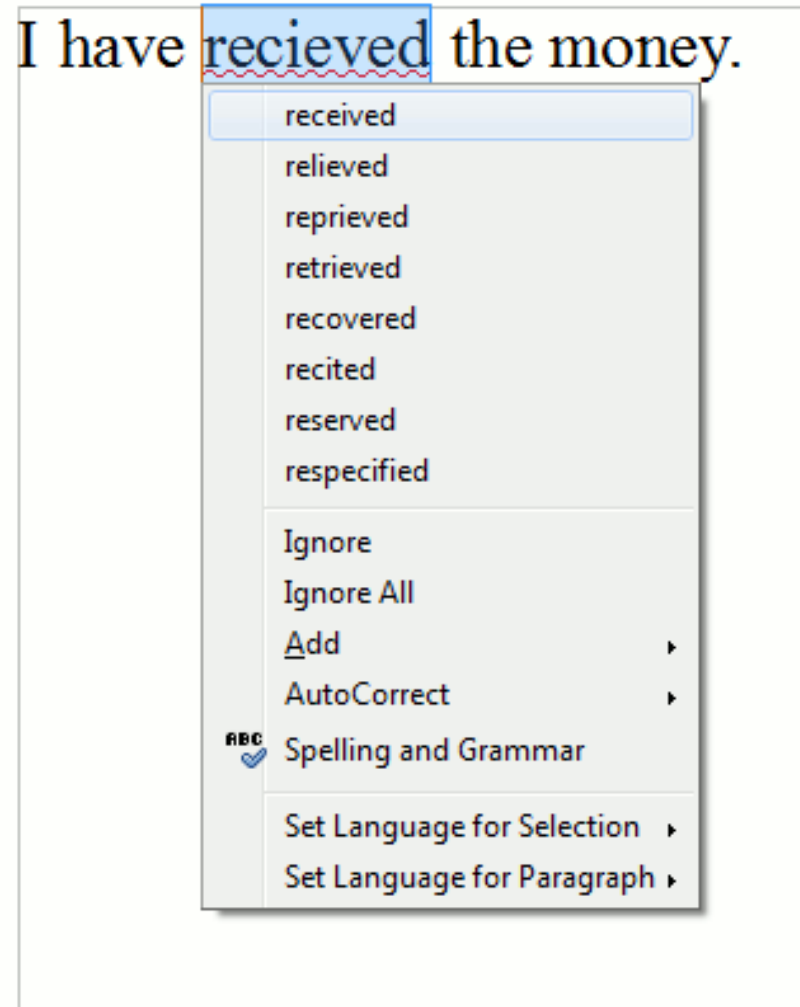 I have recieved the money.
received
relieved
reprieved
retrieved
recovered
recited
reserved
respecified
Ignore
Ignore All
Add
AutoCorrect
ABC Spelling and Grammar
Set Language for Selection
Set Language for Paragraph